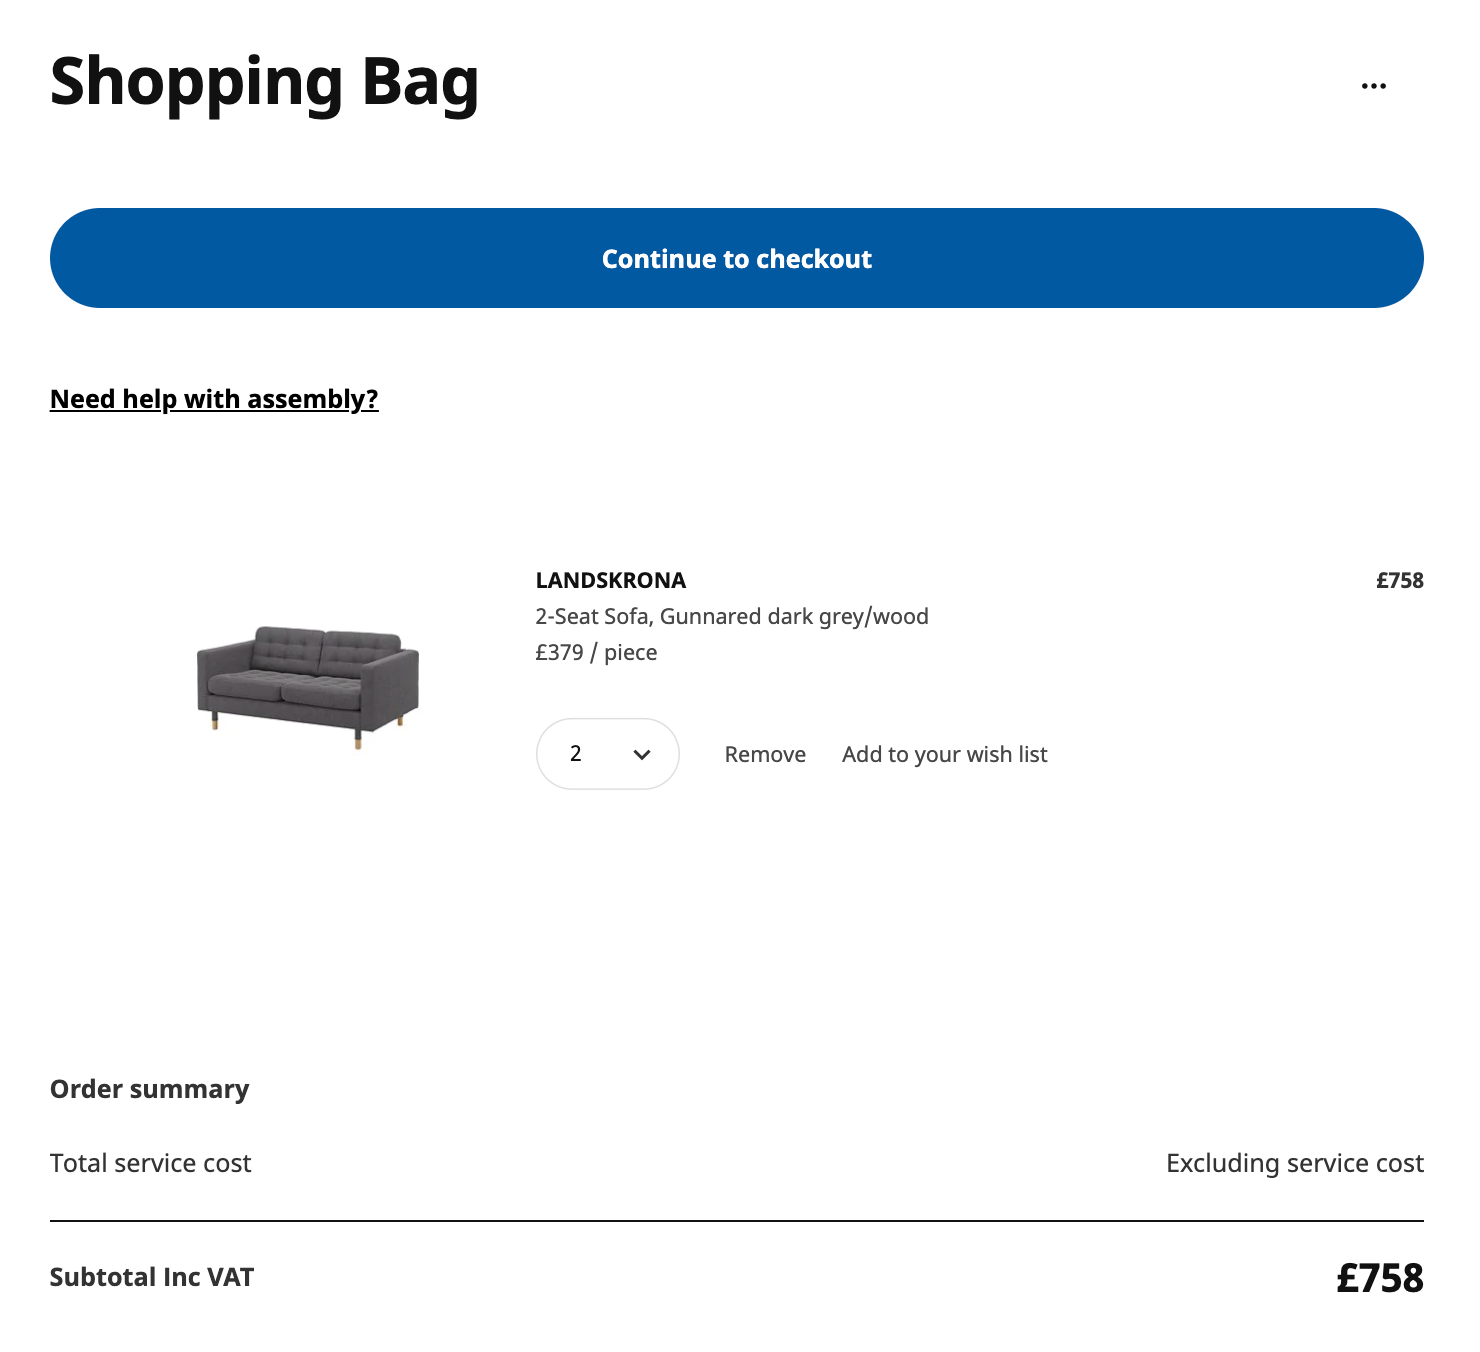 Shopping Bag
Continue to checkout
Need help with assembly?
LANDSKRONA £758
2-Seat Sofa, Gunnared dark grey/wood
£379 / piece
2 Remove Add to your wish list
Order summary
Total service cost Excluding service cost
Subtotal Inc VAT £758